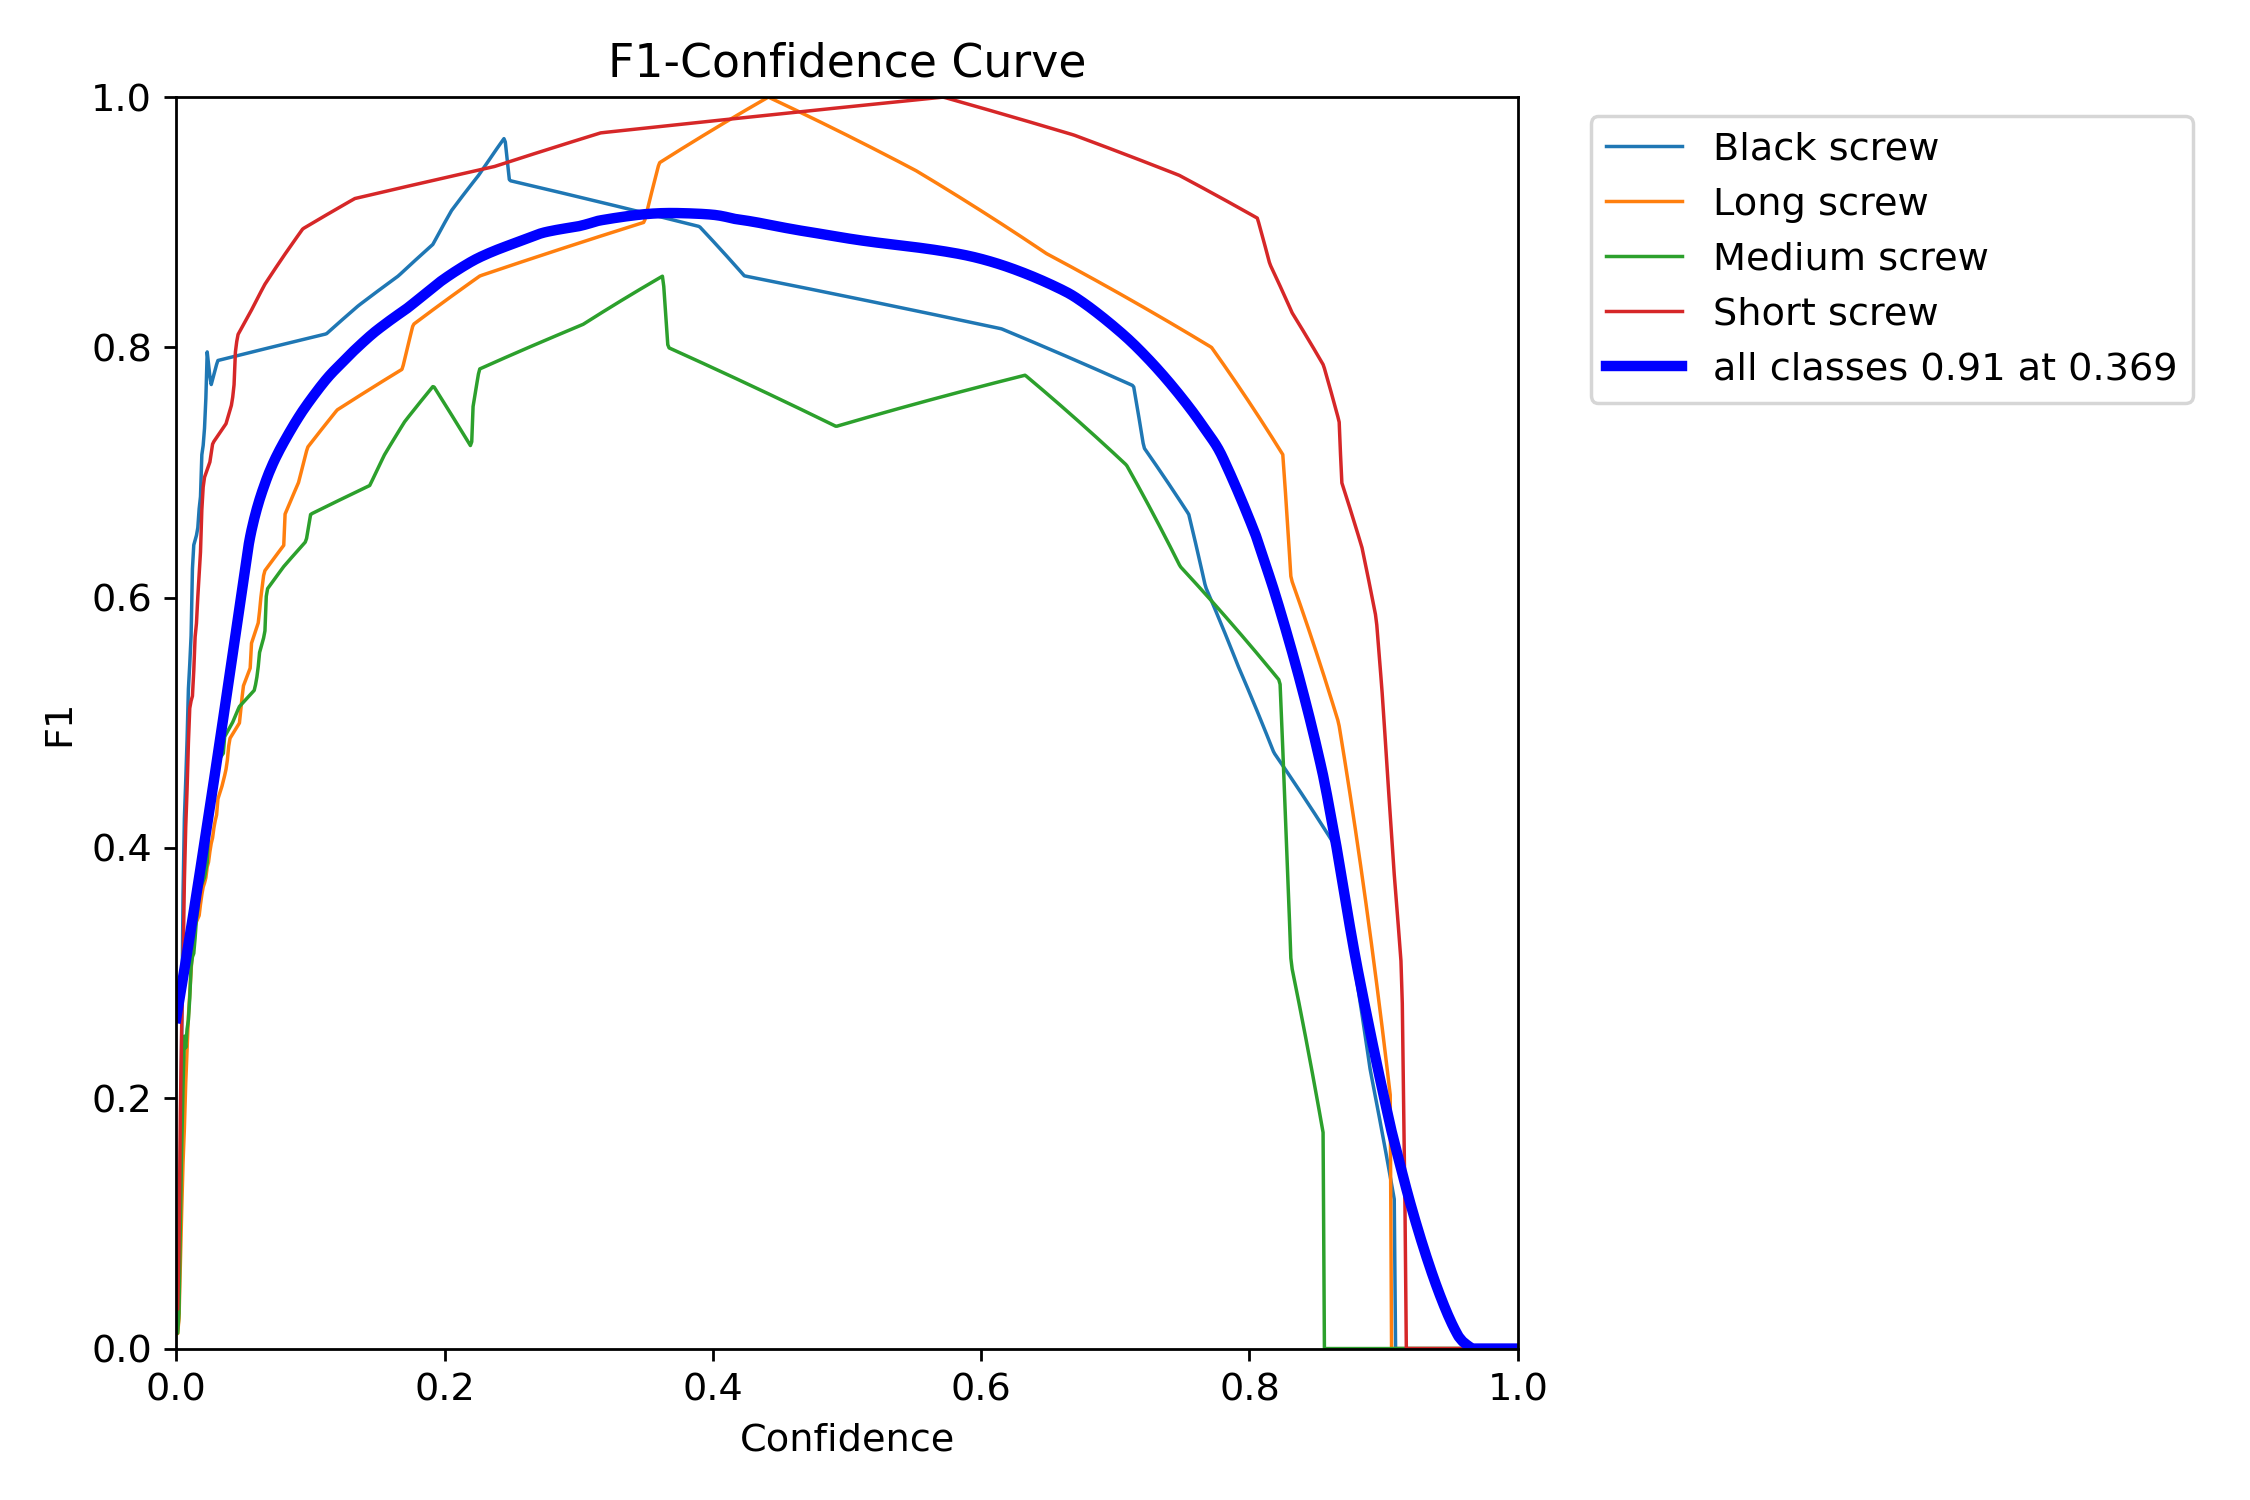 F1-Confidence Curve
1.0
0.8
0.6
0.4
0.2
0.0
F1
0.0 0.2 0.4 0.6 0.8 1.0
Confidence
Black screw
Long screw
Medium screw
Short screw
all classes 0.91 at 0.369